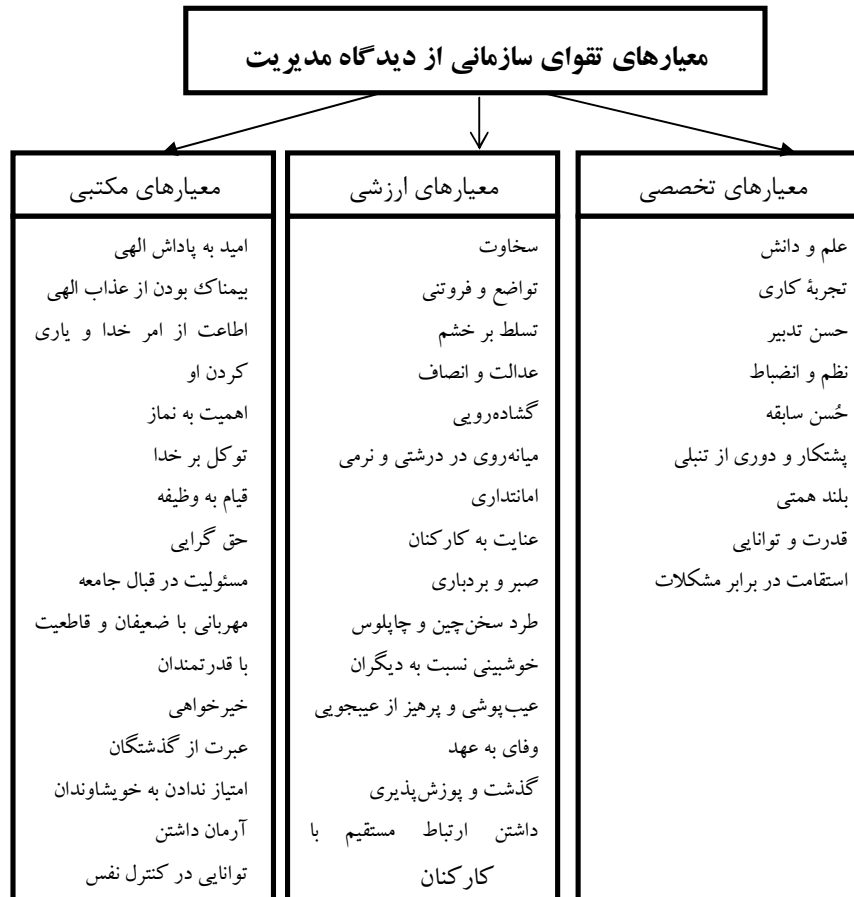 معیارهای تقوای سازمانی از دیدگاه مدیریت
معیارهای تخصصی
علم و دانش
تجربۀ کاری
حسن تدبیر
نظم و انضباط
حُسن سابقه
پشتکار و دوری از تنبلی
بلند همتی
قدرت و توانایی
استقامت در برابر مشکلات
معیارهای ارزشی
سخاوت
تواضع و فروتنی
تسلط بر خشم
عدالت و انصاف
گشاده‌رویی
میانه‌روی در درشتی و نرمی
امانتداری
عنایت به کارکنان
صبر و بردباری
طرد سخن‌چین و چاپلوس
خوشبینی نسبت به دیگران
عیب‌پوشی و پرهیز از عیبجویی
وفای به عهد
گذشت و پوزش‌پذیری
داشتن ارتباط مستقیم با
کارکنان
معیارهای مکتبی
امید به پاداش الهی
بیمناک بودن از عذاب الهی
اطاعت از امر خدا و یاری
کردن او
اهمیت به نماز
توکل بر خدا
قیام به وظیفه
حق گرایی
مسئولیت در قبال جامعه
مهربانی با ضعیفان و قاطعیت
با قدرتمندان
خیرخواهی
عبرت از گذشتگان
امتیاز ندادن به خویشاوندان
آرمان داشتن
توانایی در کنترل نفس